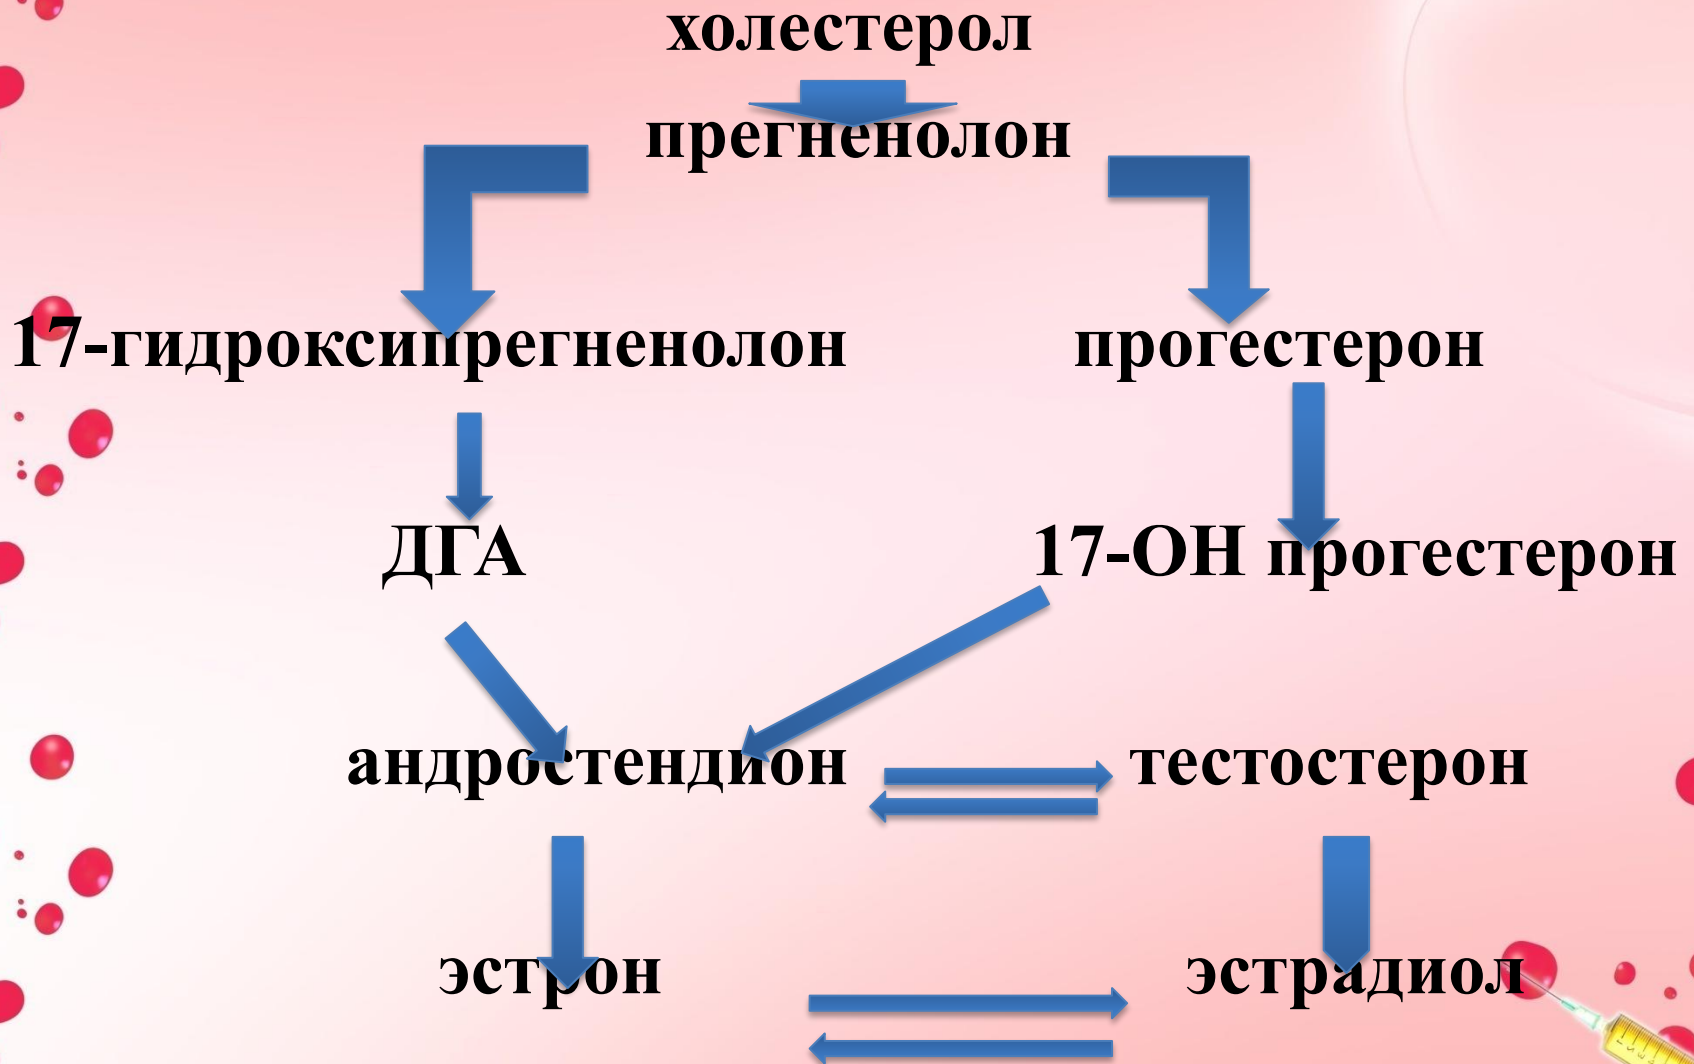 холестерол
прегненолон
17-гидроксипрегненолон прогестерон
ДГА 17-ОН прогестерон
андростендион тестостерон
эстрон эстрадиол